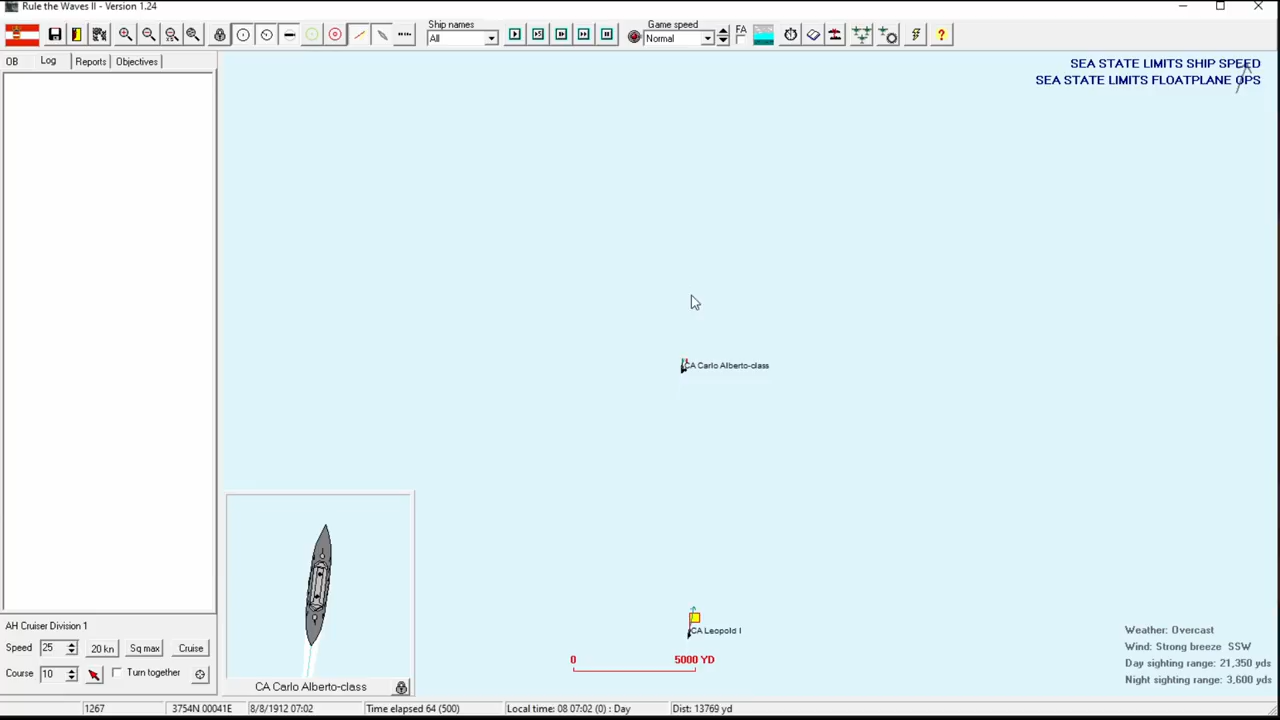 Rule the Waves II - Version 1.24
Ship names
All
Game speed
Normal
FA
OB Log Reports Objectives
SEA STATE LIMITS SHIP SPEED
SEA STATE LIMITS FLOATPLANE OPS
CA Carlo Alberto-class
CA Leopold I
0 5000 YD
AH Cruiser Division 1
Speed 25 20 kn Sq max Cruise
Course 10 Turn together
CA Carlo Alberto-class
Weather: Overcast
Wind: Strong breeze SSW
Day sighting range: 21,350 yds
Night sighting range: 3,600 yds
1267 3754N 00041E 8/8/1912 07:02 Time elapsed 64 (500) Local time: 08 07:02 (0) : Day Dist: 13769 yd